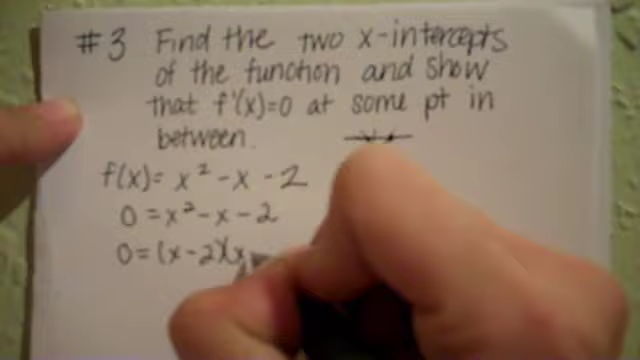 #3 Find the two x-intercepts
of the function and show
that f'(x)=0 at some pt in
between.
f(x)= x² -x -2
0 =x²-x-2
0=(x-2)(x